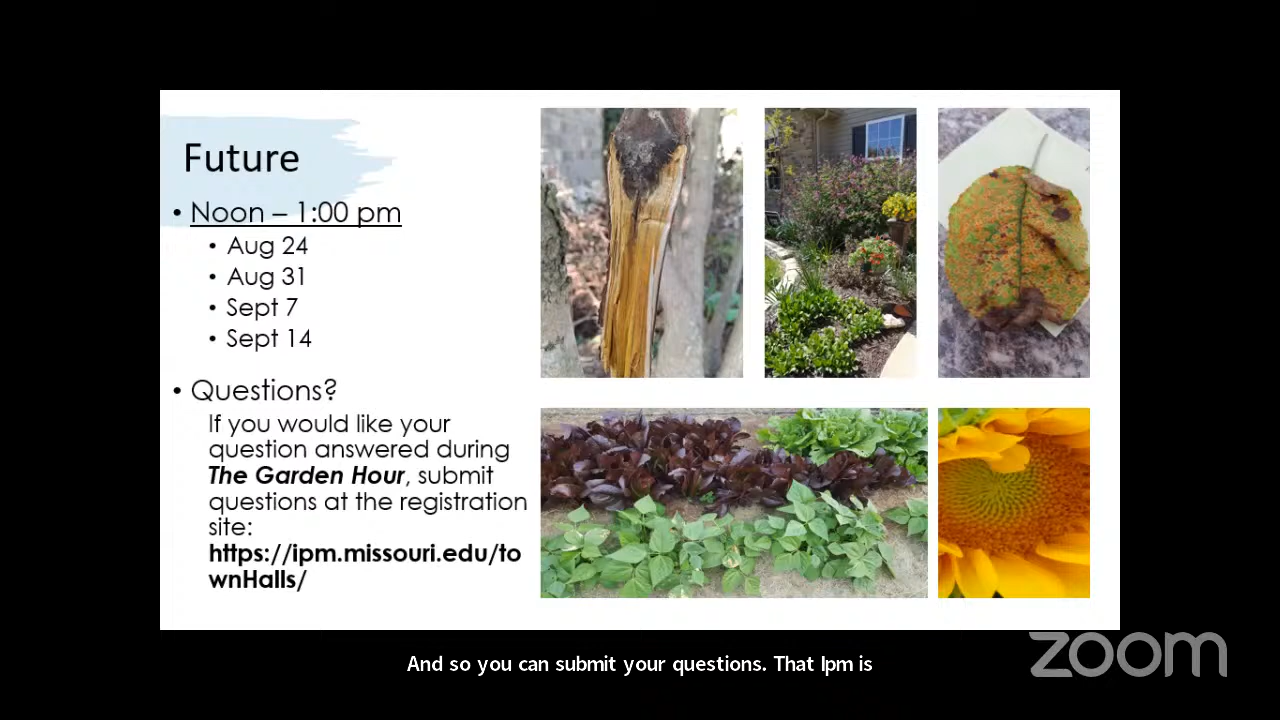 Future
• Noon – 1:00 pm
• Aug 24
• Aug 31
• Sept 7
• Sept 14
• Questions?
If you would like your
question answered during
The Garden Hour, submit
questions at the registration
site:
https://ipm.missouri.edu/to
wnHalls/
And so you can submit your questions. That Ipm is
zoom